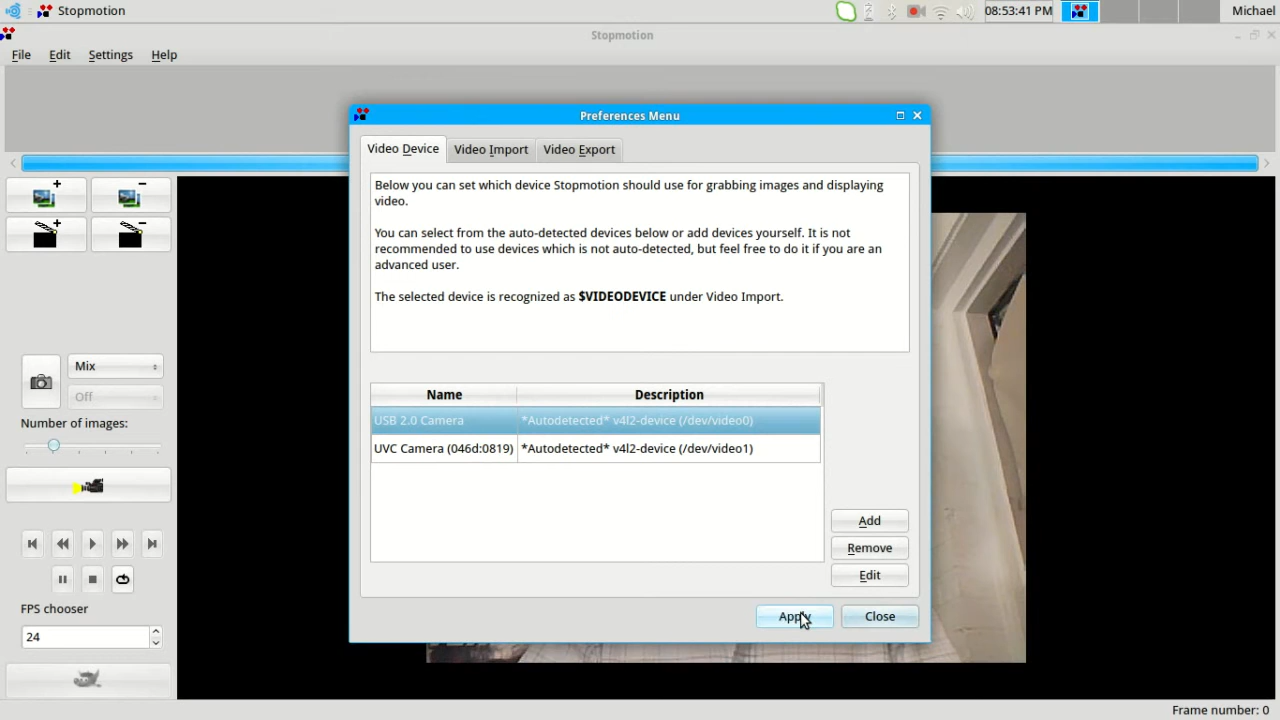 Stopmotion
08:53:41 PM
Michael
Stopmotion
File Edit Settings Help
Preferences Menu
Video Device Video Import Video Export
Below you can set which device Stopmotion should use for grabbing images and displaying
video.
You can select from the auto-detected devices below or add devices yourself. It is not
recommended to use devices which is not auto-detected, but feel free to do it if you are an
advanced user.
The selected device is recognized as $VIDEODEVICE under Video Import.
Name Description
USB 2.0 Camera *Autodetected* v4l2-device (/dev/video0)
UVC Camera (046d:0819) *Autodetected* v4l2-device (/dev/video1)
Add
Remove
Edit
Apply Close
Mix
Off
Number of images:
FPS chooser
24
Frame number: 0